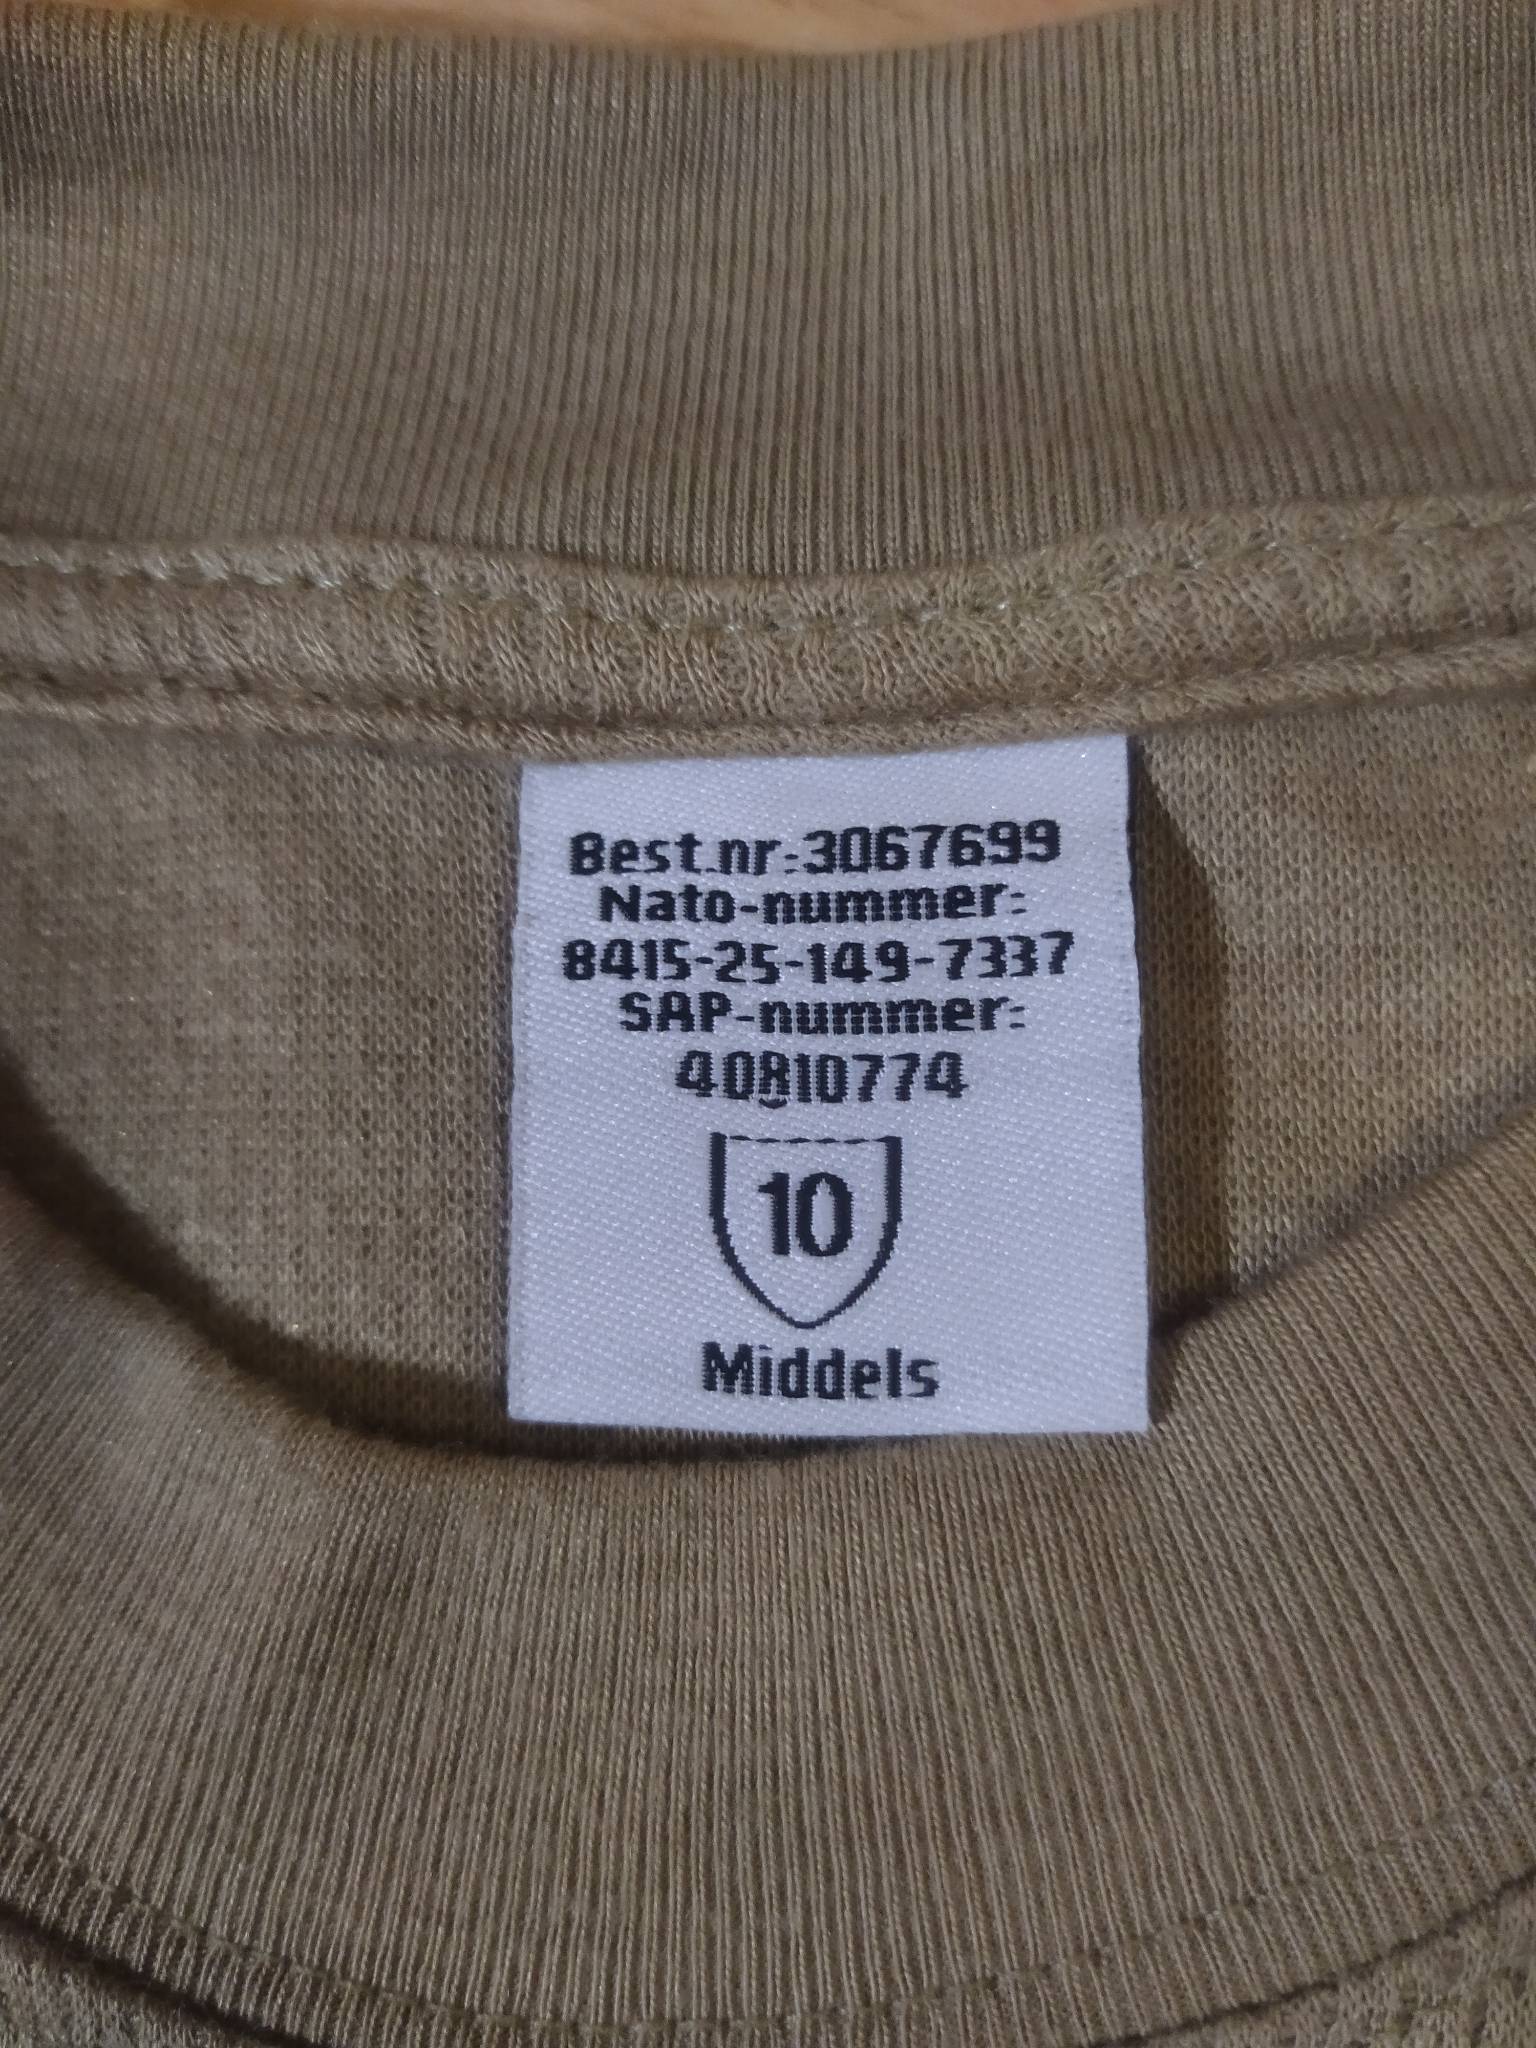 Best.nr:3067699
Nato-nummer:
8415-25-149-7337
SAP-nummer:
40810774
10
Middels